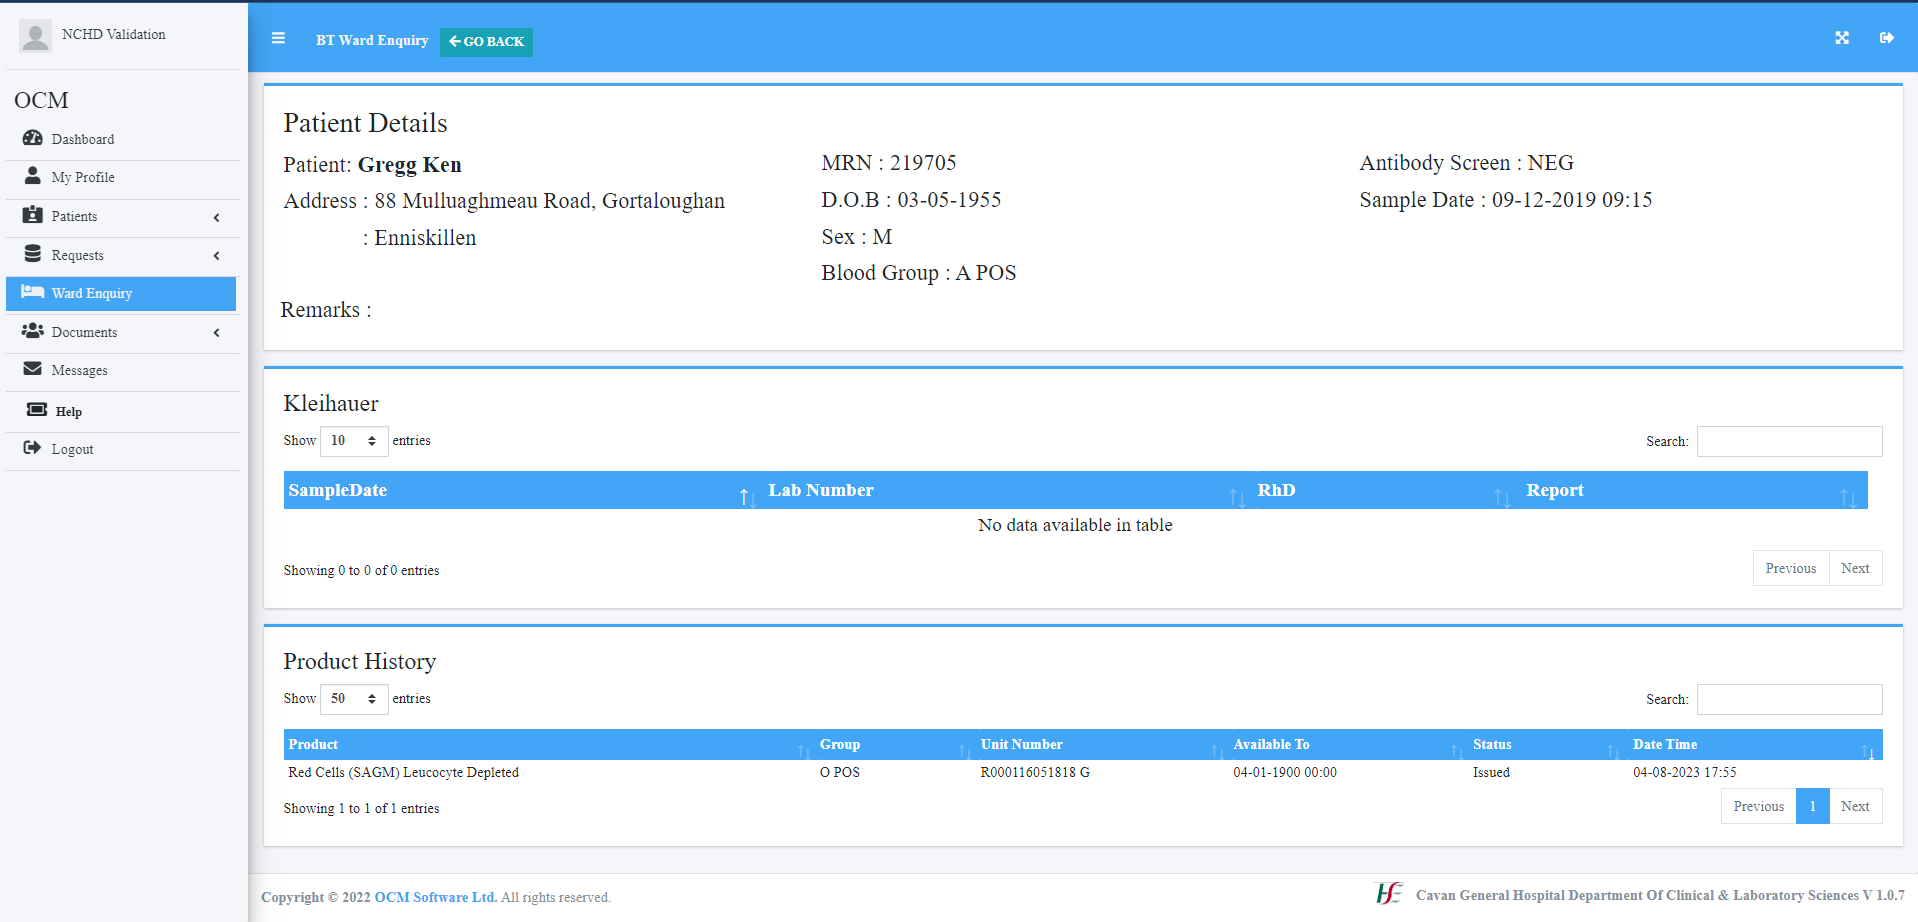 NCHD Validation
OCM
Dashboard
My Profile
Patients
Requests
Ward Enquiry
Documents
Messages
Help
Logout
BT Ward Enquiry GO BACK
Patient Details
Patient: Gregg Ken
Address : 88 Mulluaghmeau Road, Gortaloughan
: Enniskillen
MRN : 219705
D.O.B : 03-05-1955
Sex : M
Blood Group : A POS
Antibody Screen : NEG
Sample Date : 09-12-2019 09:15
Remarks :
Kleihauer
Show 10 entries Search:
SampleDate Lab Number RhD Report
No data available in table
Showing 0 to 0 of 0 entries Previous Next
Product History
Show 50 entries Search:
Product Group Unit Number Available To Status Date Time
Red Cells (SAGM) Leucocyte Depleted O POS R000116051818 G 04-01-1900 00:00 Issued 04-08-2023 17:55
Showing 1 to 1 of 1 entries Previous 1 Next
Copyright © 2022 OCM Software Ltd. All rights reserved. Cavan General Hospital Department Of Clinical & Laboratory Sciences V 1.0.7